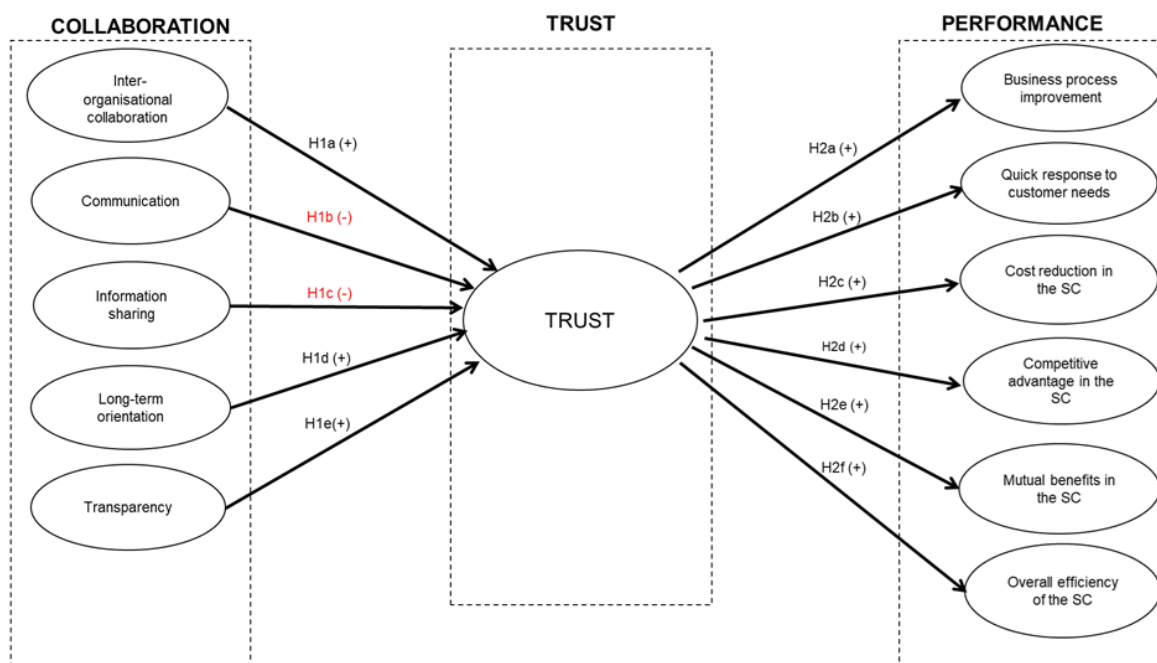 COLLABORATION
Inter-
organisational
collaboration
Communication
Information
sharing
Long-term
orientation
Transparency
H1a (+)
H1b (-)
H1c (-)
H1d (+)
H1e(+)
TRUST
TRUST
H2a (+)
H2b (+)
H2c (+)
H2d (+)
H2e (+)
H2f (+)
PERFORMANCE
Business process
improvement
Quick response to
customer needs
Cost reduction in
the SC
Competitive
advantage in the
SC
Mutual benefits in
the SC
Overall efficiency
of the SC